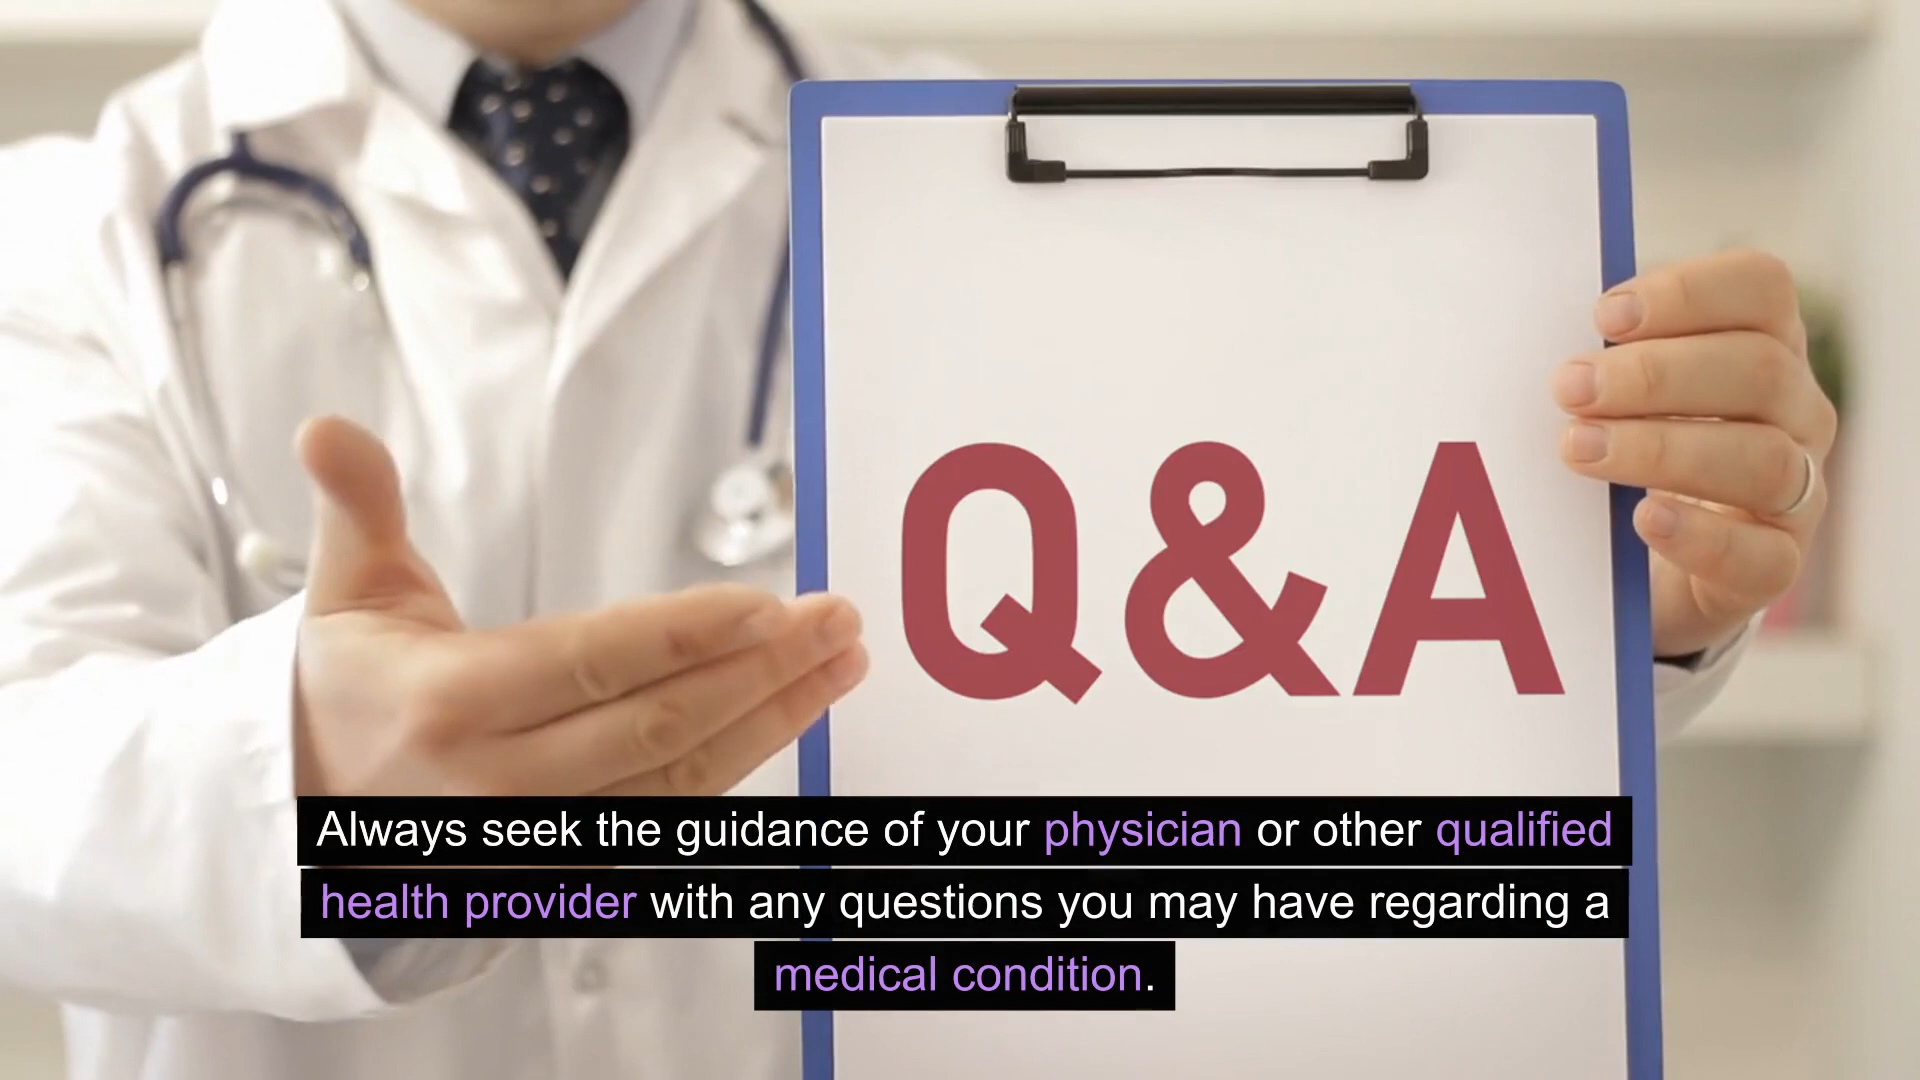 Q&A
Always seek the guidance of your physician or other qualified
health provider with any questions you may have regarding a
medical condition.